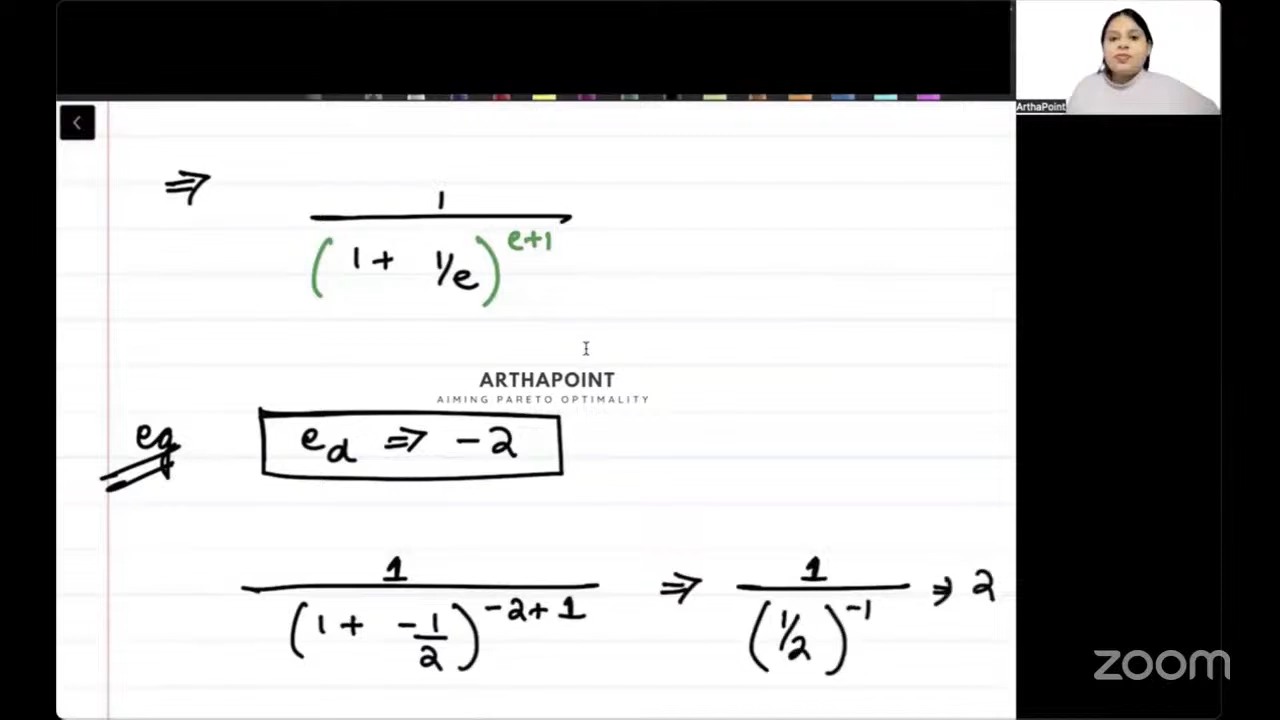 ArthaPoint
⇒ 1
(1 + 1/e)^{e+1}
ARTHAPOINT
AIMING PARETO OPTIMALITY
eg e_d ⇒ -2
1 ⇒ 1 ⇒ 2
(1 + -1/2)^{-2+1} (1/2)^{-1}
zoom